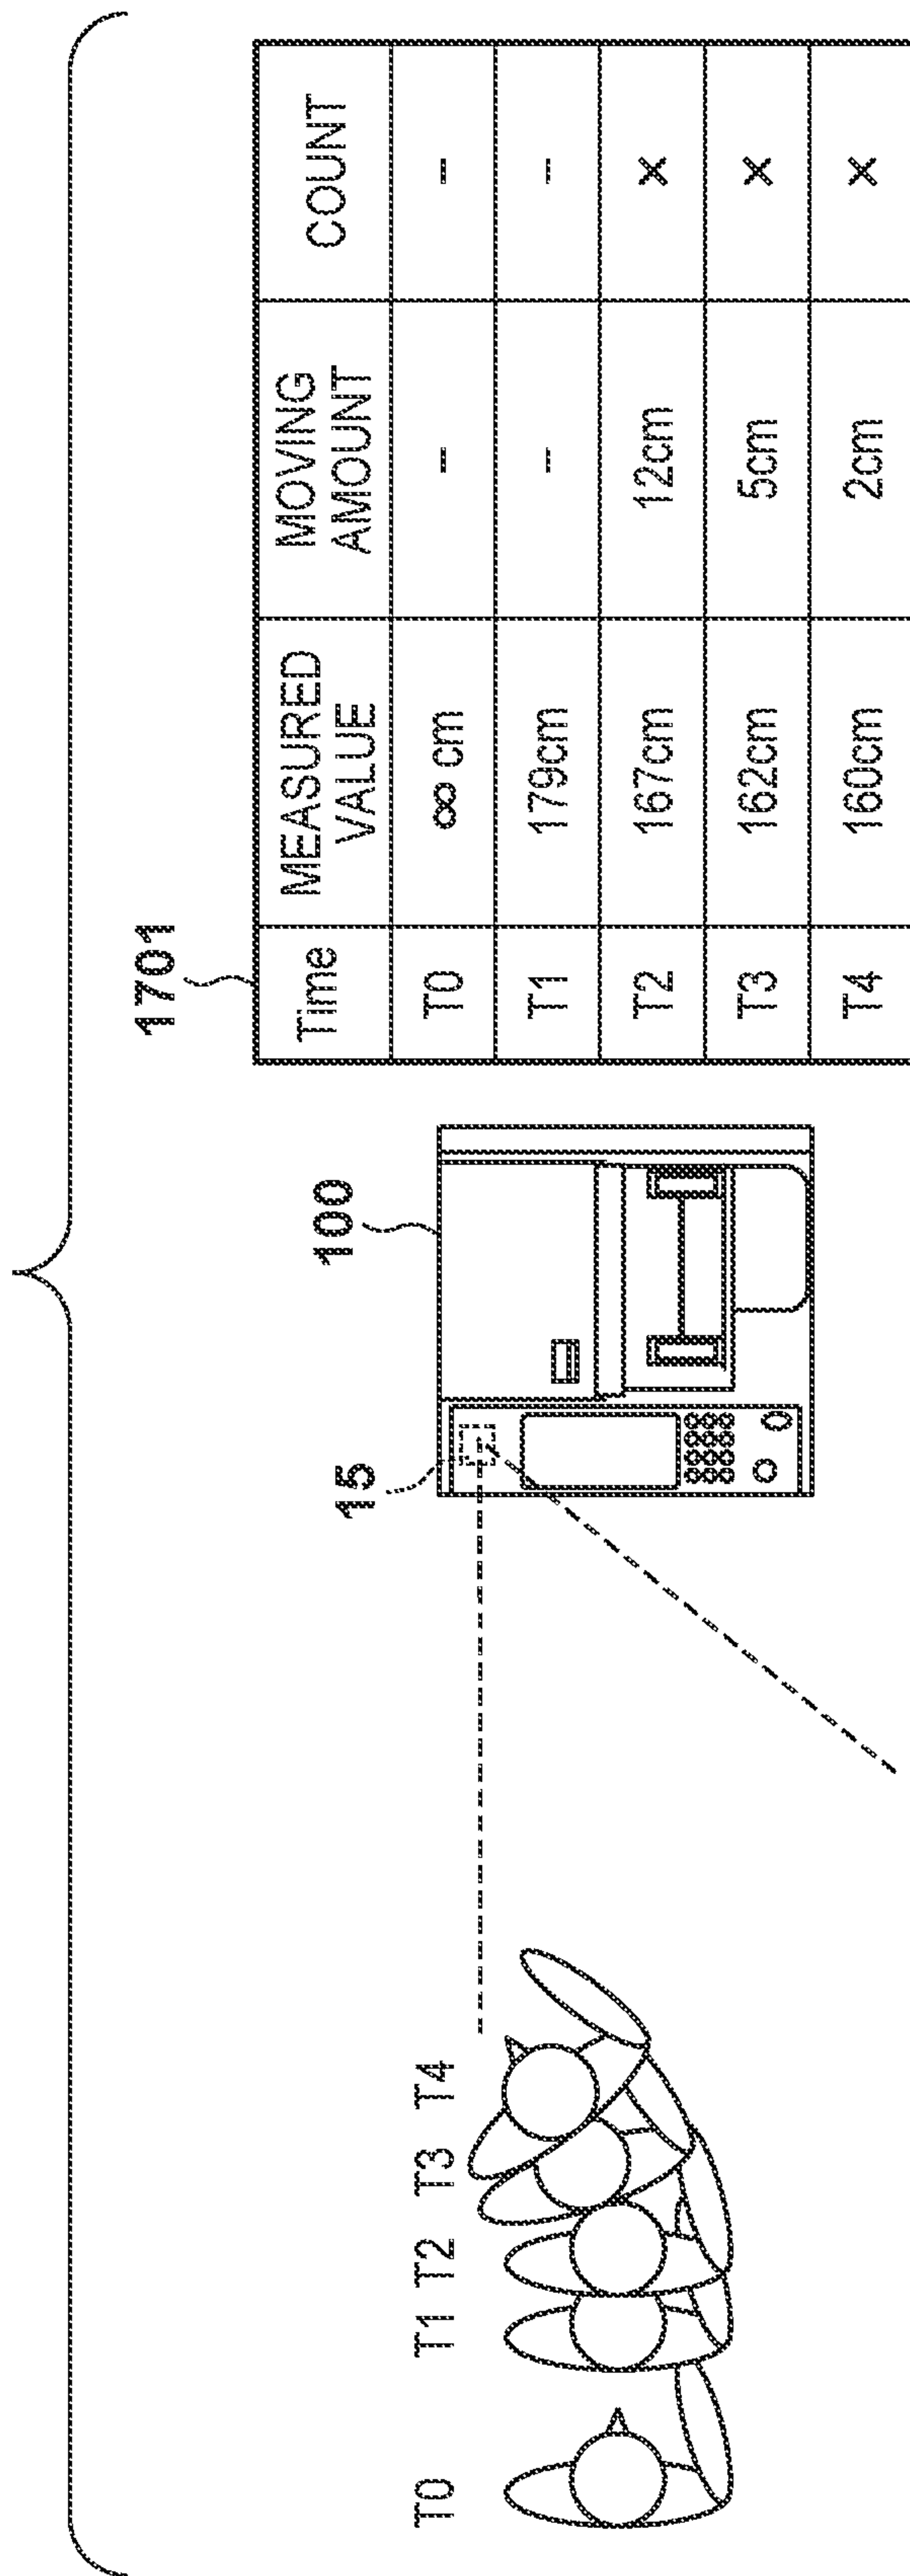 T0 T1 T2 T3 T4
15
100
1701
Time MEASURED VALUE MOVING AMOUNT COUNT
T0 ∞ cm – –
T1 179cm – –
T2 167cm 12cm ×
T3 162cm 5cm ×
T4 160cm 2cm ×